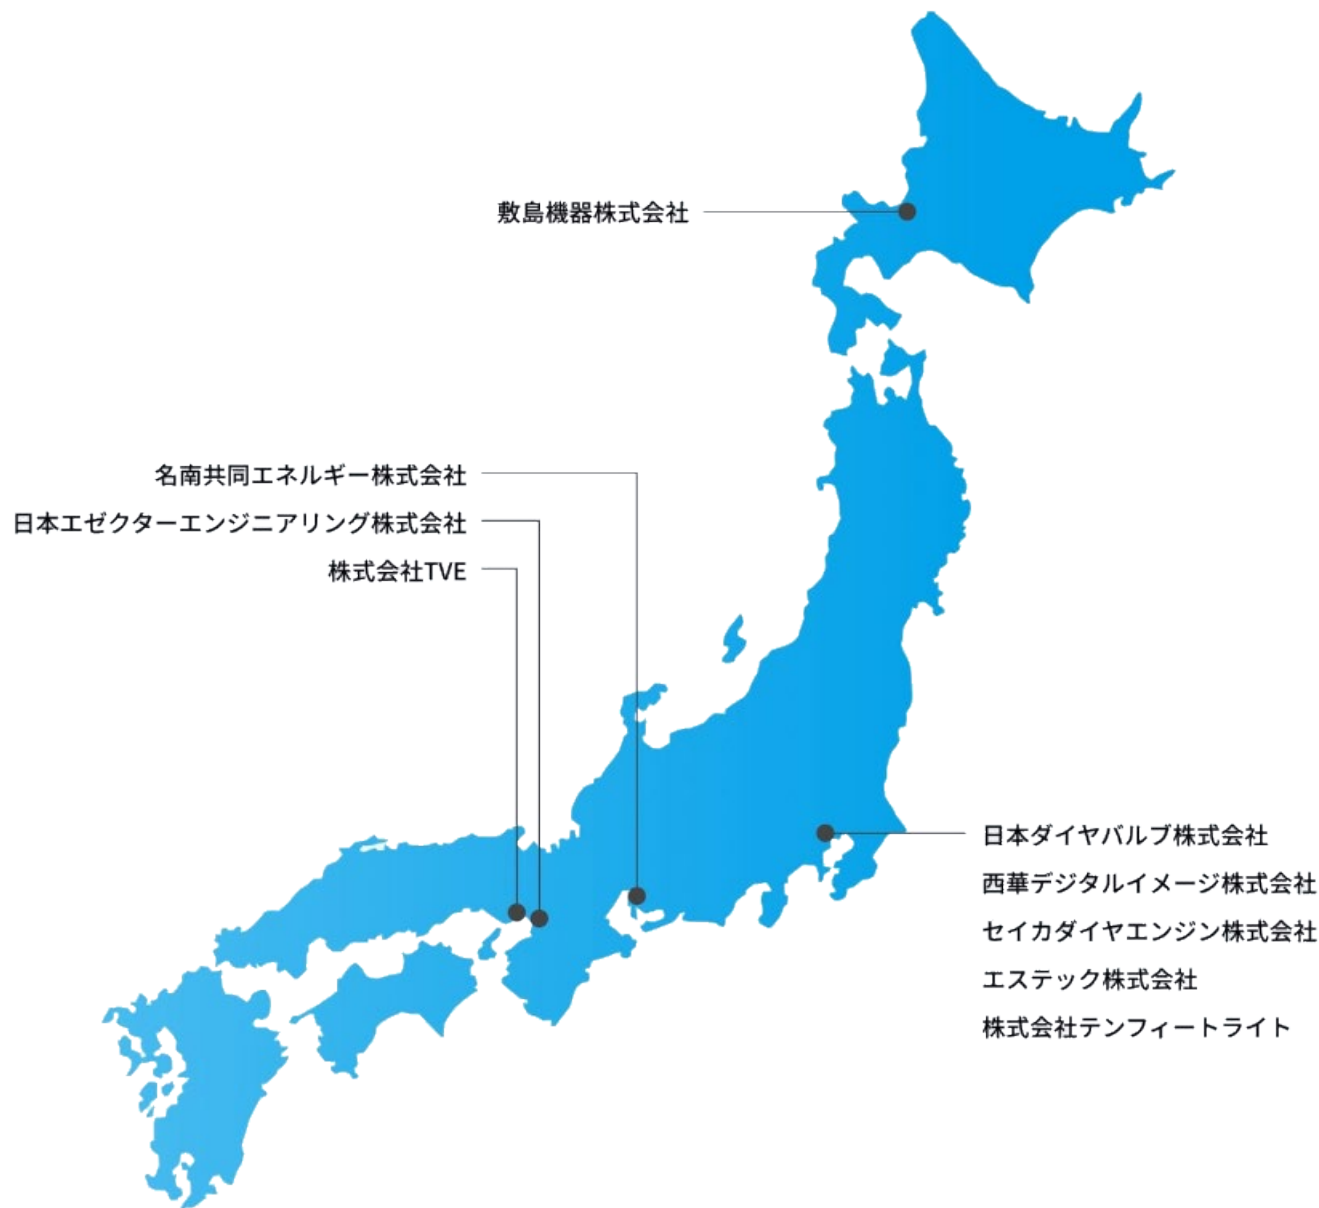 敷島機器株式会社
名南共同エネルギー株式会社
日本エゼクターエンジニアリング株式会社
株式会社TVE
日本ダイヤバルブ株式会社
西華デジタルイメージ株式会社
セイカダイヤエンジン株式会社
エステック株式会社
株式会社テンフィートライト